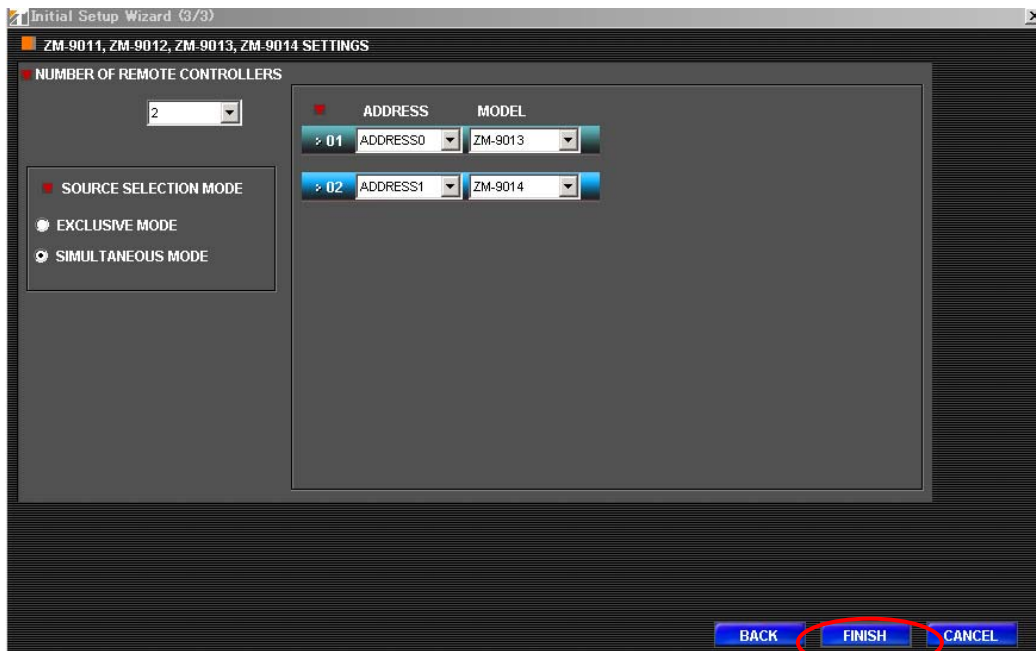 Initial Setup Wizard (3/3)
ZM-9011, ZM-9012, ZM-9013, ZM-9014 SETTINGS
NUMBER OF REMOTE CONTROLLERS
2
SOURCE SELECTION MODE
EXCLUSIVE MODE
SIMULTANEOUS MODE
ADDRESS MODEL
> 01 ADDRESS0 ZM-9013
> 02 ADDRESS1 ZM-9014
BACK FINISH CANCEL